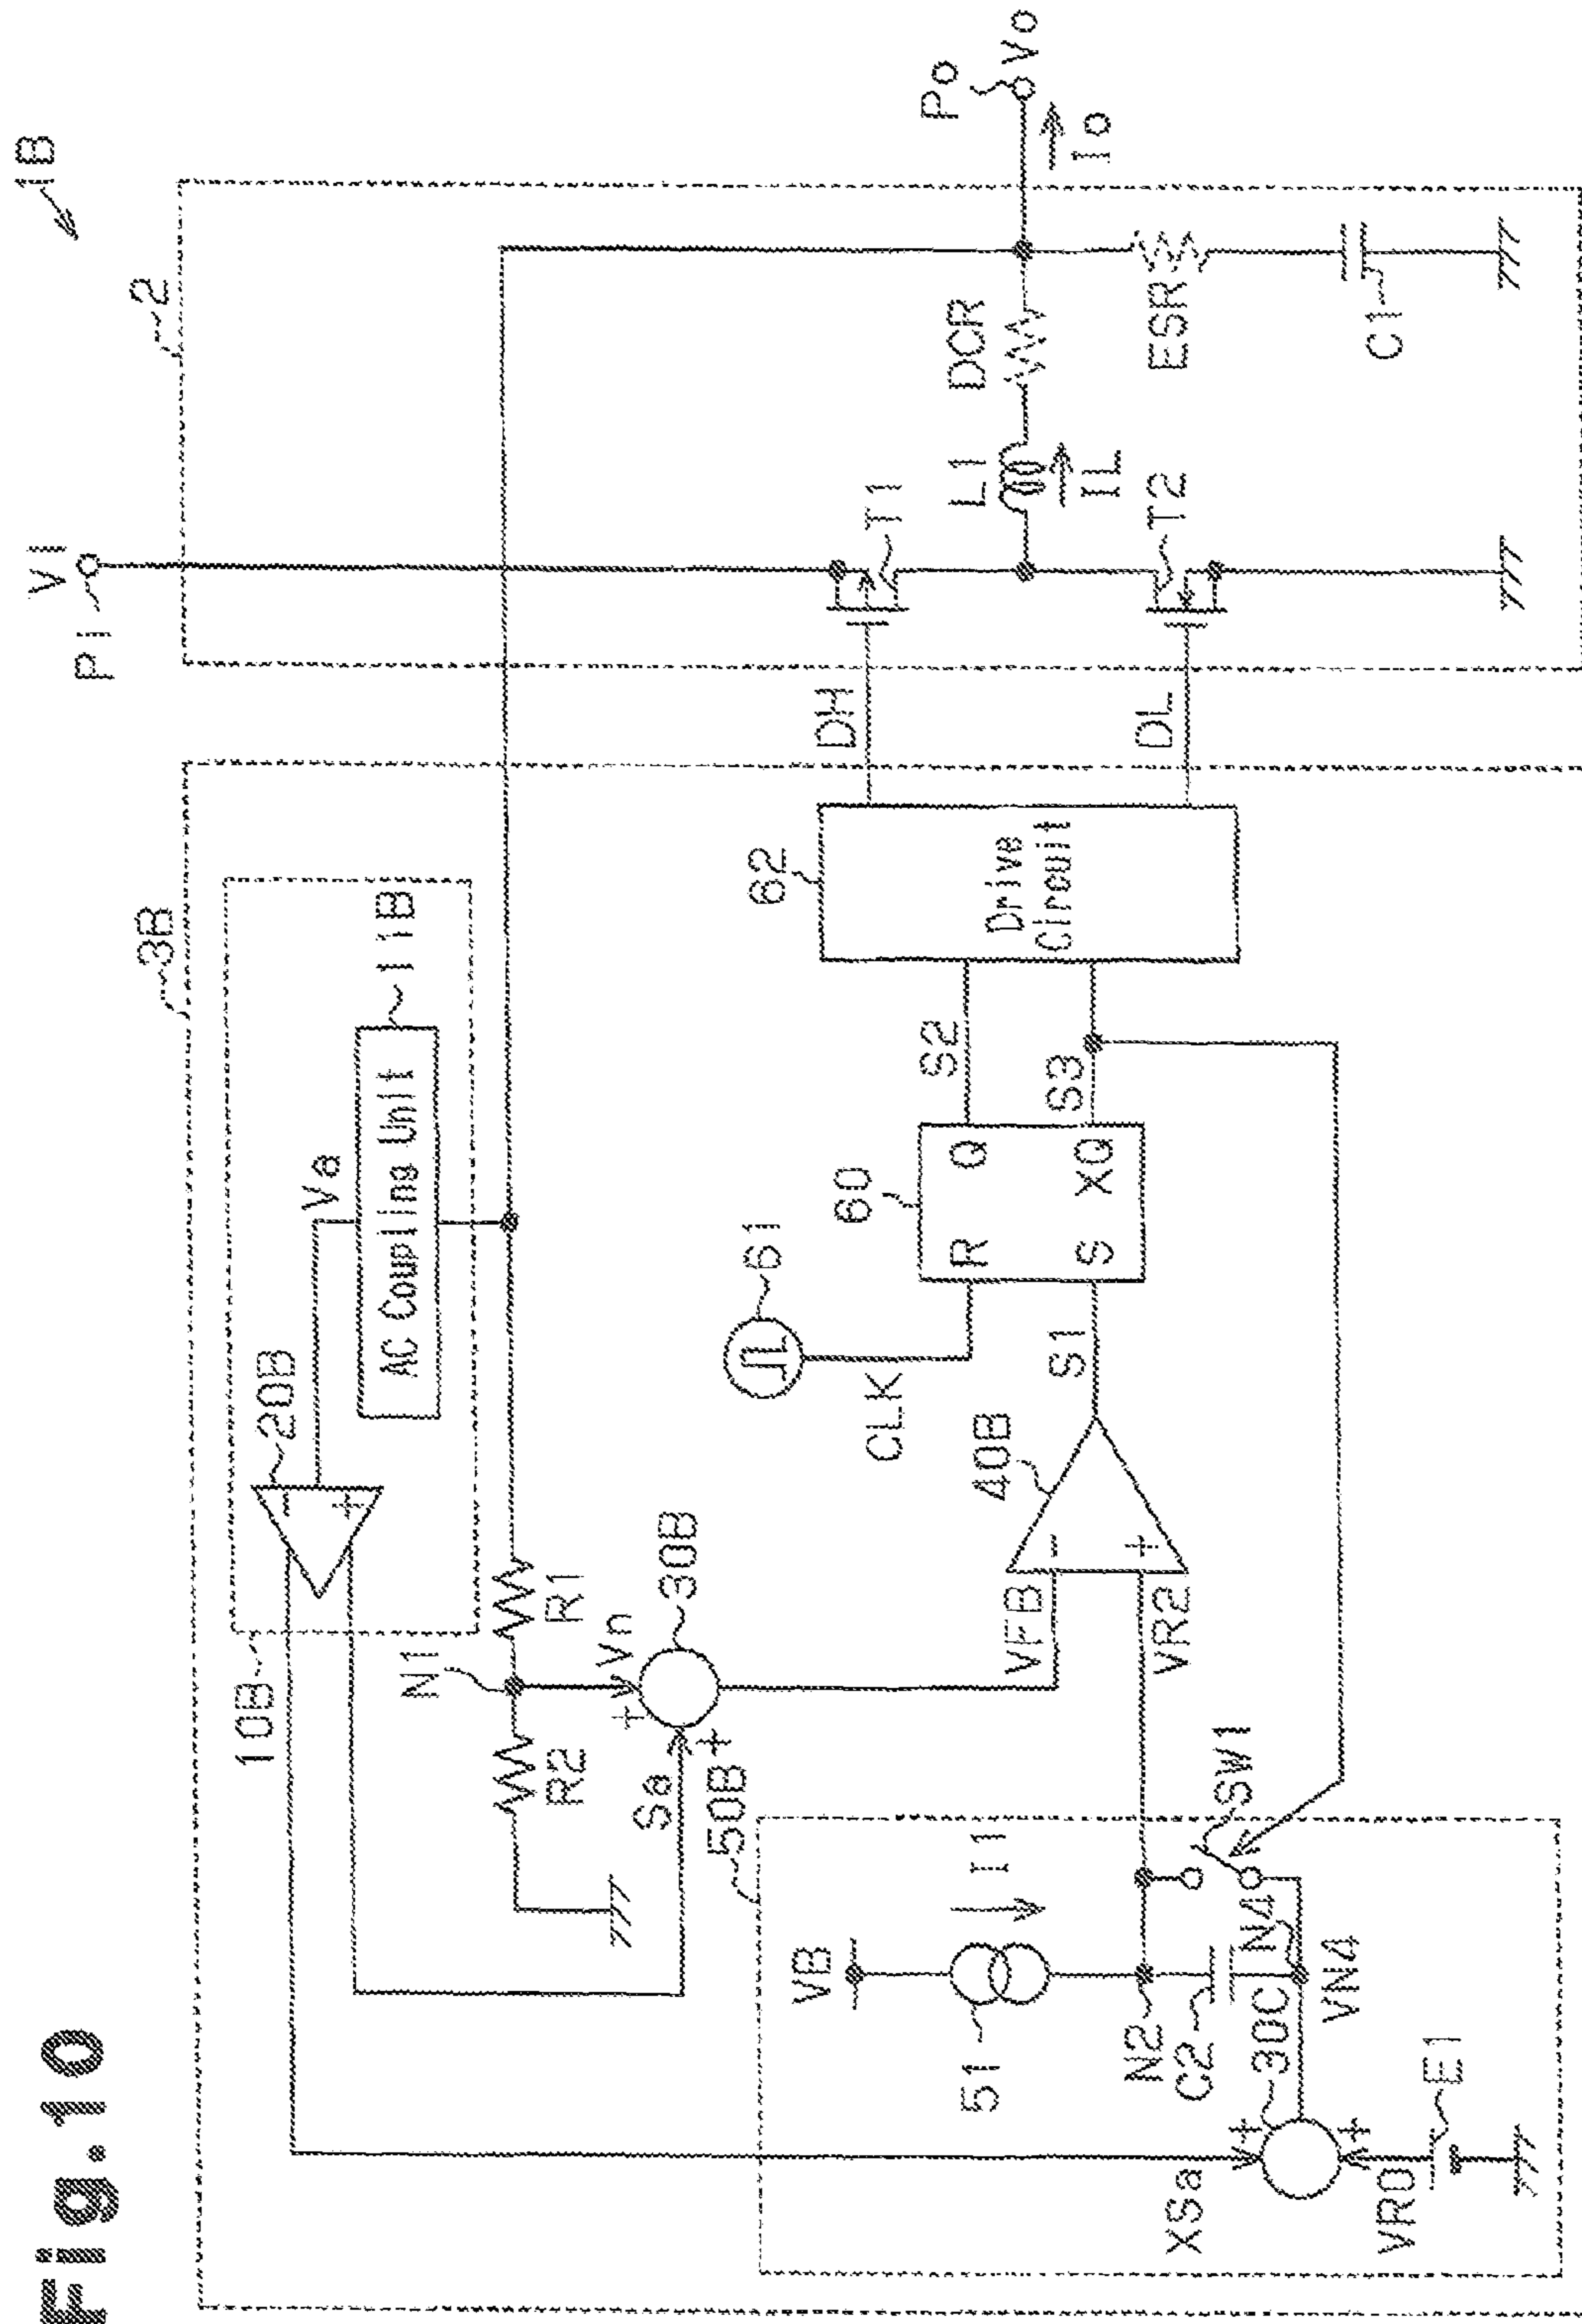 Fig.10
1B
2
Pi
Vi
Po
Vo
Io
3B
10B
20B
Va
AC Coupling Unit
11B
-
+
N1
R2
R1
Vn
+
Sa
+
30B
DH
DL
T1
T2
L1
IL
DCR
ESR
C1
61
CLK
60
R
Q
S
XQ
S2
S3
62
Drive
Circuit
40B
S1
VFB
-
VR2
+
50B
VB
I1
51
N2
C2
SW1
N4
30C
VN4
XSa
+
+
VR0
E1